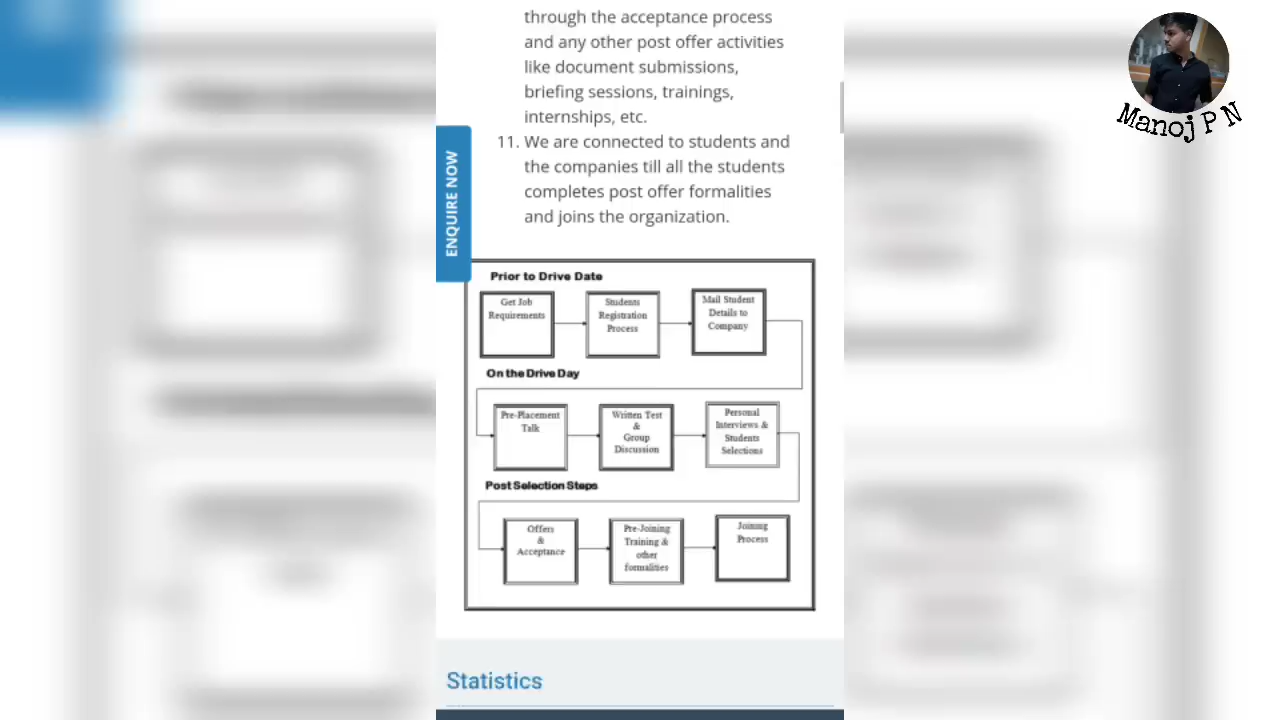 through the acceptance process
and any other post offer activities
like document submissions,
briefing sessions, trainings,
internships, etc.
11. We are connected to students and
the companies till all the students
completes post offer formalities
and joins the organization.
ENQUIRE NOW
Manoj P N
Prior to Drive Date
Get Job
Requirements
Students
Registration
Process
Mail Student
Details to
Company
On the Drive Day
Pre-Placement
Talk
Written Test
&
Group
Discussion
Personal
Interviews &
Students
Selections
Post Selection Steps
Offers
&
Acceptance
Pre-Joining
Training &
other
formalities
Joining
Process
Statistics